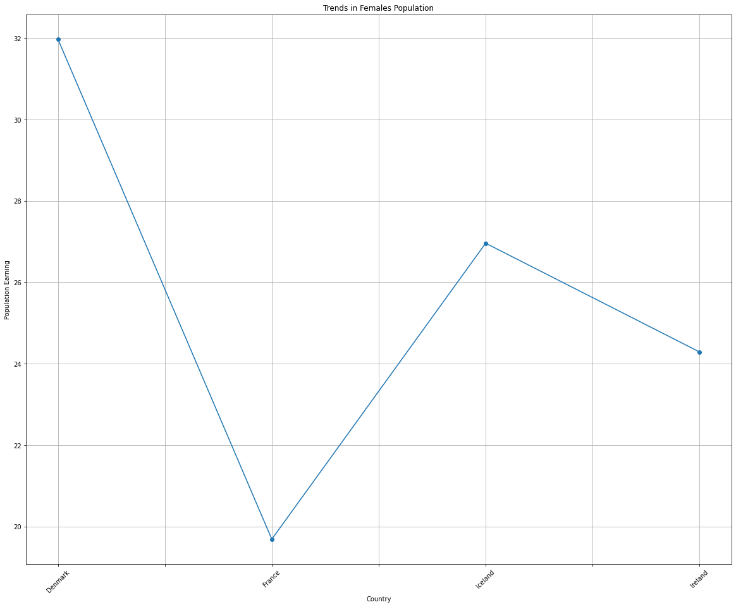 Trends in Females Population
32
30
28
26
24
22
20
Population Earning
Denmark
France
Iceland
Ireland
Country